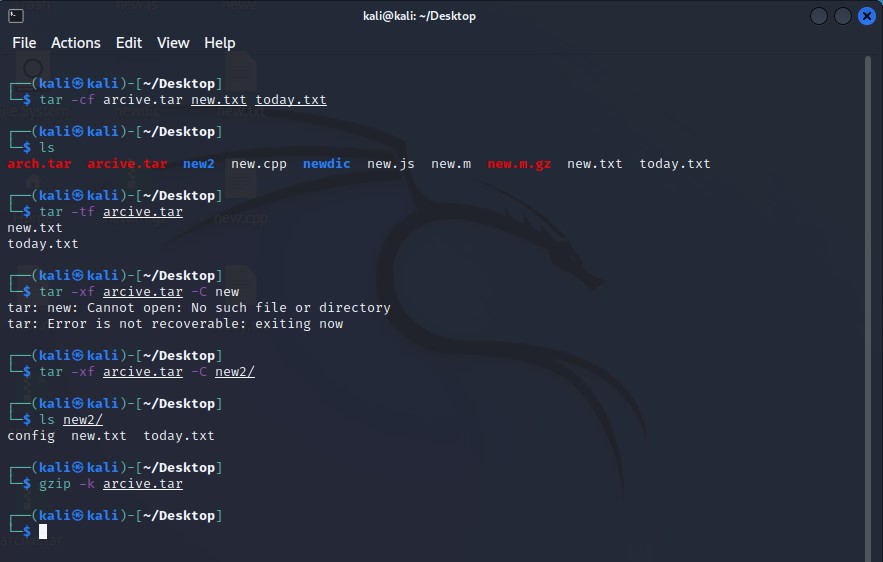 kali@kali: ~/Desktop
File Actions Edit View Help
┌──(kali㉿kali)-[~/Desktop]
└─$ tar -cf arcive.tar new.txt today.txt
┌──(kali㉿kali)-[~/Desktop]
└─$ ls
arch.tar arcive.tar new2 new.cpp newdic new.js new.m new.m.gz new.txt today.txt
┌──(kali㉿kali)-[~/Desktop]
└─$ tar -tf arcive.tar
new.txt
today.txt
┌──(kali㉿kali)-[~/Desktop]
└─$ tar -xf arcive.tar -C new
tar: new: Cannot open: No such file or directory
tar: Error is not recoverable: exiting now
┌──(kali㉿kali)-[~/Desktop]
└─$ tar -xf arcive.tar -C new2/
┌──(kali㉿kali)-[~/Desktop]
└─$ ls new2/
config new.txt today.txt
┌──(kali㉿kali)-[~/Desktop]
└─$ gzip -k arcive.tar
┌──(kali㉿kali)-[~/Desktop]
└─$